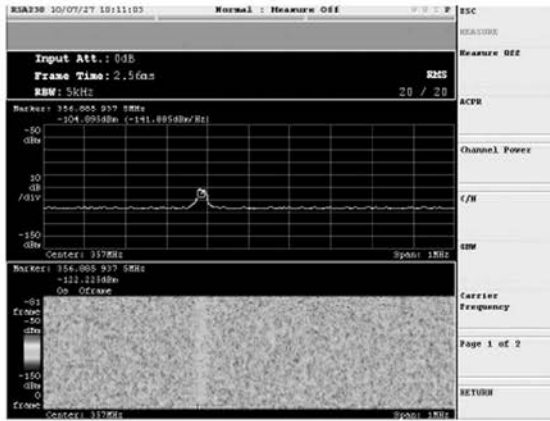 RSA230 10/07/27 18:11:03 Normal : Measure Off
ESC
MEASURE
Measure Off
Input Att.: 0dB
Frame Time: 2.56ms
RMS
RBW: 5kHz
20 / 20
ACPR
Marker: 356.885 937 5MHz
-104.895dBm (-141.885dBm/Hz)
-50
dBm
Channel Power
10
dB
/div
C/N
-150
dBm
Center: 357MHz
Span: 1MHz
OBW
Marker: 356.885 937 5MHz
-122.225dBm
0s 0frame
Carrier
Frequency
-81
frame
-50
dBm
Page 1 of 2
-150
dBm
0
frame
RETURN
Center: 357MHz
Span: 1MHz